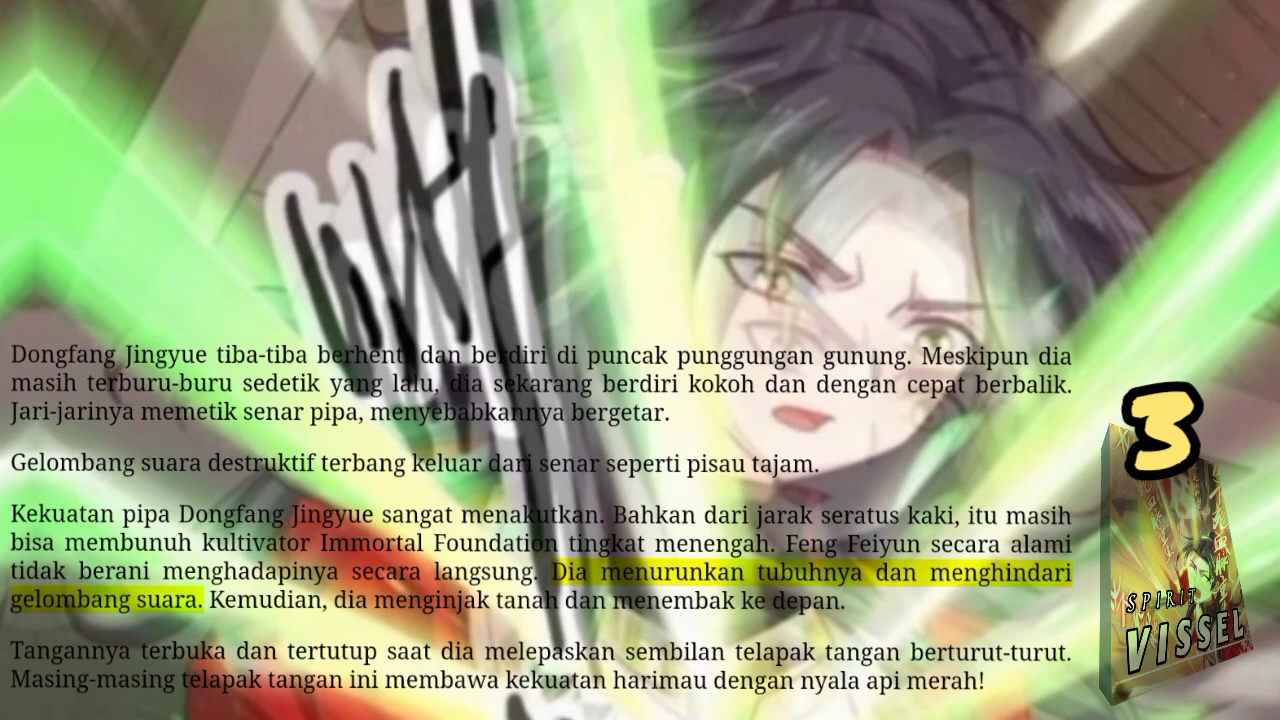 Dongfang Jingyue tiba-tiba berhenti dan berdiri di puncak punggungan gunung. Meskipun dia
masih terburu-buru sedetik yang lalu, dia sekarang berdiri kokoh dan dengan cepat berbalik.
Jari-jarinya memetik senar pipa, menyebabkannya bergetar.
Gelombang suara destruktif terbang keluar dari senar seperti pisau tajam.
Kekuatan pipa Dongfang Jingyue sangat menakutkan. Bahkan dari jarak seratus kaki, itu masih
bisa membunuh kultivator Immortal Foundation tingkat menengah. Feng Feiyun secara alami
tidak berani menghadapinya secara langsung. Dia menurunkan tubuhnya dan menghindari
gelombang suara. Kemudian, dia menginjak tanah dan menembak ke depan.
Tangannya terbuka dan tertutup saat dia melepaskan sembilan telapak tangan berturut-turut.
Masing-masing telapak tangan ini membawa kekuatan harimau dengan nyala api merah!
3
SPIRIT
VISSEL